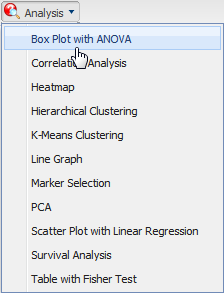 Analysis
Box Plot with ANOVA
Correlation Analysis
Heatmap
Hierarchical Clustering
K-Means Clustering
Line Graph
Marker Selection
PCA
Scatter Plot with Linear Regression
Survival Analysis
Table with Fisher Test